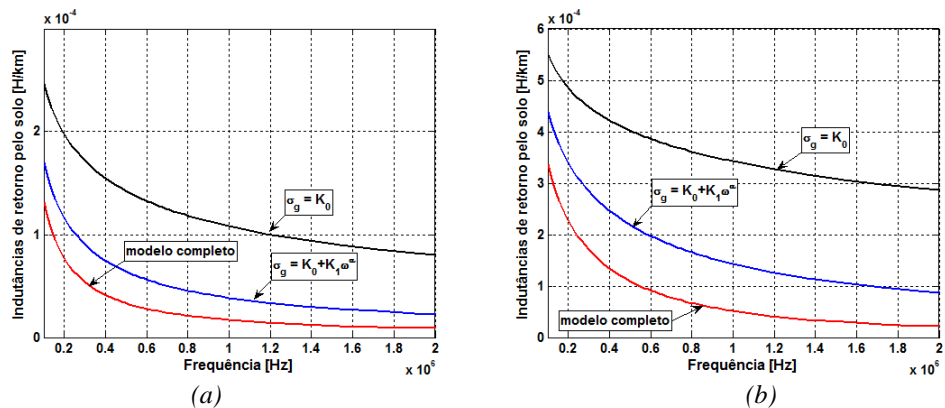 x 10⁻⁴
Indutâncias de retorno pelo solo [H/km]
2
1
0
σg = K₀
modelo completo
σg = K₀+K₁ω^α
0.2 0.4 0.6 0.8 1 1.2 1.4 1.6 1.8 2
Frequência [Hz]
x 10⁶
(a)
x 10⁻⁴
Indutâncias de retorno pelo solo [H/km]
6
5
4
3
2
1
0
σg = K₀
σg = K₀+K₁ω^α
modelo completo
0.2 0.4 0.6 0.8 1 1.2 1.4 1.6 1.8 2
Frequência [Hz]
x 10⁶
(b)